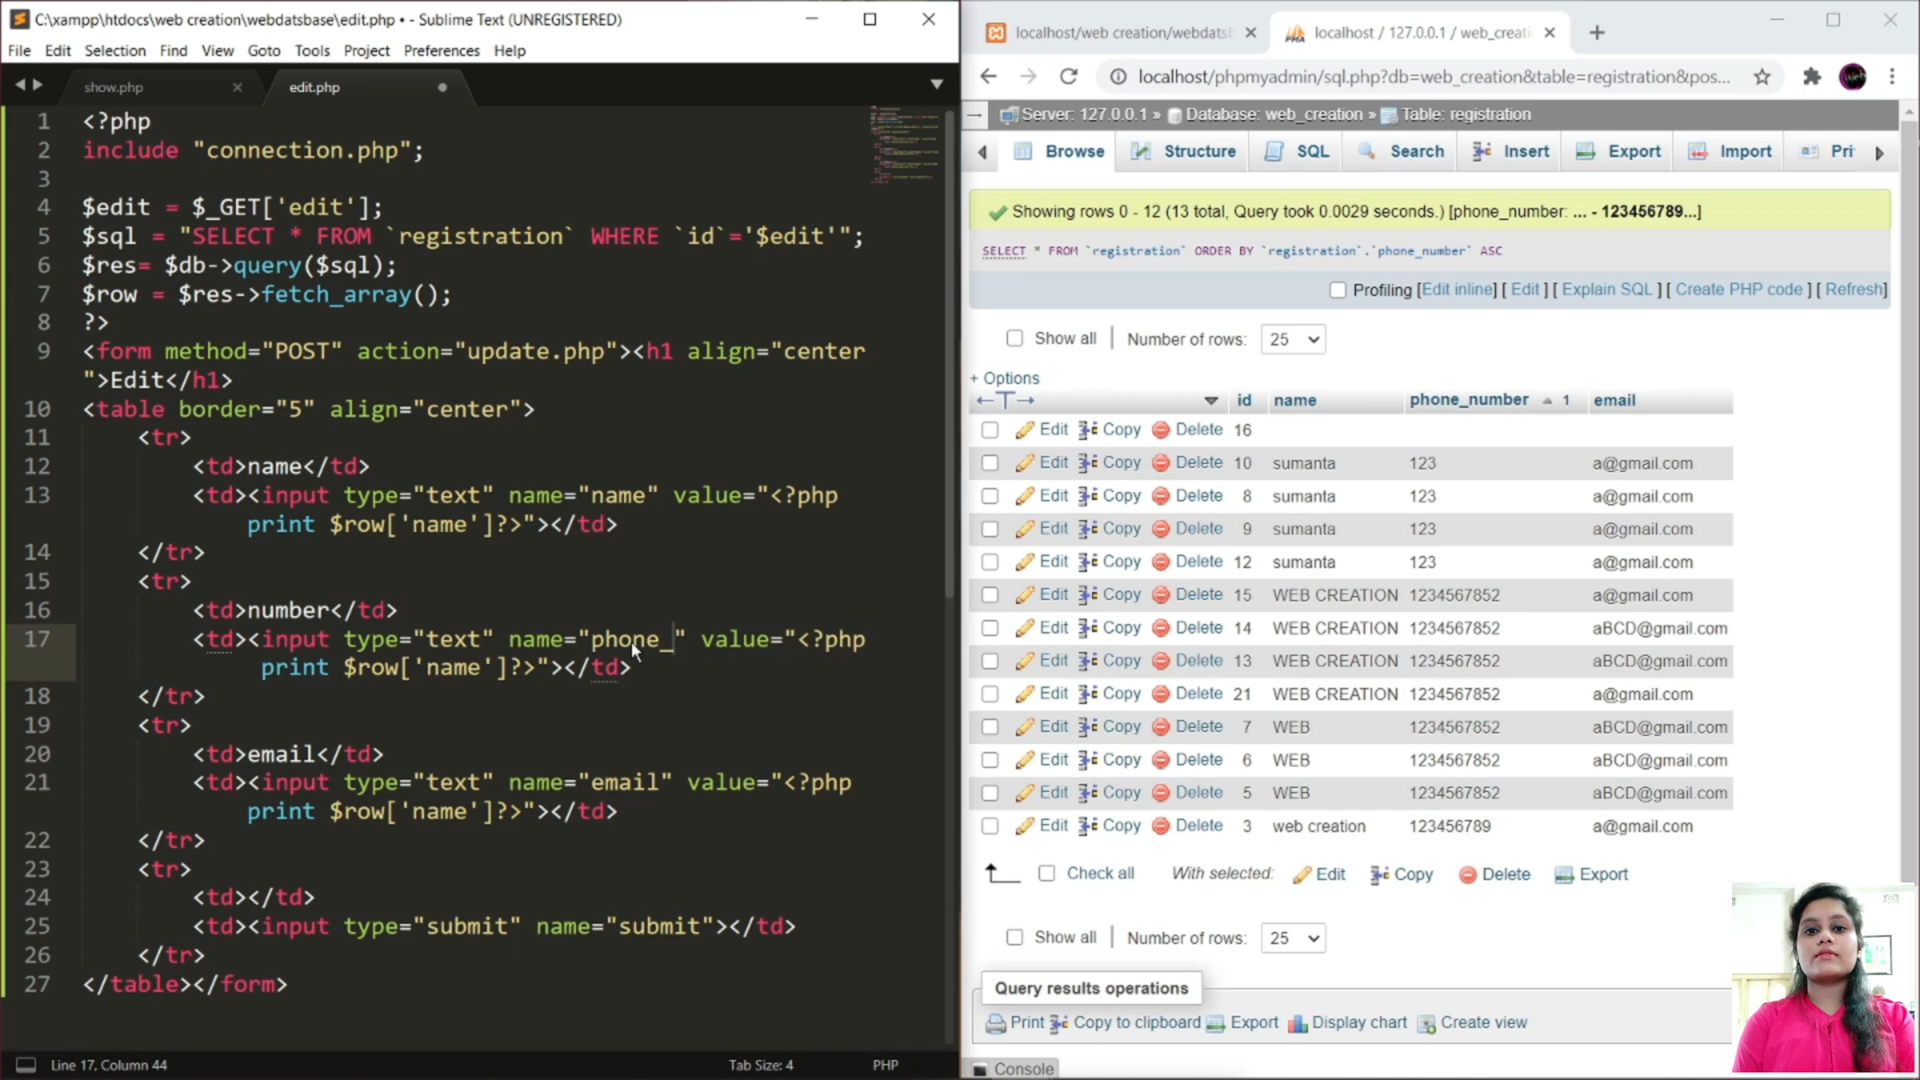 C:\xampp\htdocs\web creation\webdatsbase\edit.php • - Sublime Text (UNREGISTERED)
File Edit Selection Find View Goto Tools Project Preferences Help
show.php
edit.php
1 <?php
2 include "connection.php";
3
4 $edit = $_GET['edit'];
5 $sql = "SELECT * FROM `registration` WHERE `id`='$edit'";
6 $res= $db->query($sql);
7 $row = $res->fetch_array();
8 ?>
9 <form method="POST" action="update.php"><h1 align="center
">Edit</h1>
10 <table border="5" align="center">
11 <tr>
12 <td>name</td>
13 <td><input type="text" name="name" value="<?php
print $row['name']?>"></td>
14 </tr>
15 <tr>
16 <td>number</td>
17 <td><input type="text" name="phone_" value="<?php
print $row['name']?>"></td>
18 </tr>
19 <tr>
20 <td>email</td>
21 <td><input type="text" name="email" value="<?php
print $row['name']?>"></td>
22 </tr>
23 <tr>
24 <td></td>
25 <td><input type="submit" name="submit"></td>
26 </tr>
27 </table></form>
Line 17, Column 44
Tab Size: 4
PHP
localhost/web creation/webdats
localhost / 127.0.0.1 / web_creati
localhost/phpmyadmin/sql.php?db=web_creation&table=registration&pos...
Server: 127.0.0.1 » Database: web_creation » Table: registration
Browse Structure SQL Search Insert Export Import Pri
Showing rows 0 - 12 (13 total, Query took 0.0029 seconds.) [phone_number: ... - 123456789...]
SELECT * FROM `registration` ORDER BY `registration`.`phone_number` ASC
Profiling [Edit inline] [ Edit ] [ Explain SQL ] [ Create PHP code ] [ Refresh]
Show all Number of rows: 25
+ Options
id name phone_number 1 email
Edit Copy Delete 16
Edit Copy Delete 10 sumanta 123 a@gmail.com
Edit Copy Delete 8 sumanta 123 a@gmail.com
Edit Copy Delete 9 sumanta 123 a@gmail.com
Edit Copy Delete 12 sumanta 123 a@gmail.com
Edit Copy Delete 15 WEB CREATION 1234567852 a@gmail.com
Edit Copy Delete 14 WEB CREATION 1234567852 aBCD@gmail.com
Edit Copy Delete 13 WEB CREATION 1234567852 aBCD@gmail.com
Edit Copy Delete 21 WEB CREATION 1234567852 a@gmail.com
Edit Copy Delete 7 WEB 1234567852 aBCD@gmail.com
Edit Copy Delete 6 WEB 1234567852 aBCD@gmail.com
Edit Copy Delete 5 WEB 1234567852 aBCD@gmail.com
Edit Copy Delete 3 web creation 123456789 a@gmail.com
Check all With selected: Edit Copy Delete Export
Show all Number of rows: 25
Query results operations
Print Copy to clipboard Export Display chart Create view
Console